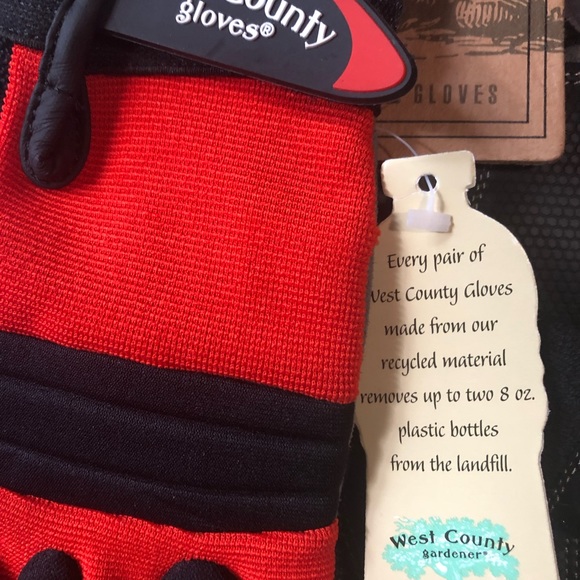 County
gloves®
GLOVES
Every pair of
West County Gloves
made from our
recycled material
removes up to two 8 oz.
plastic bottles
from the landfill.
West County
gardener®